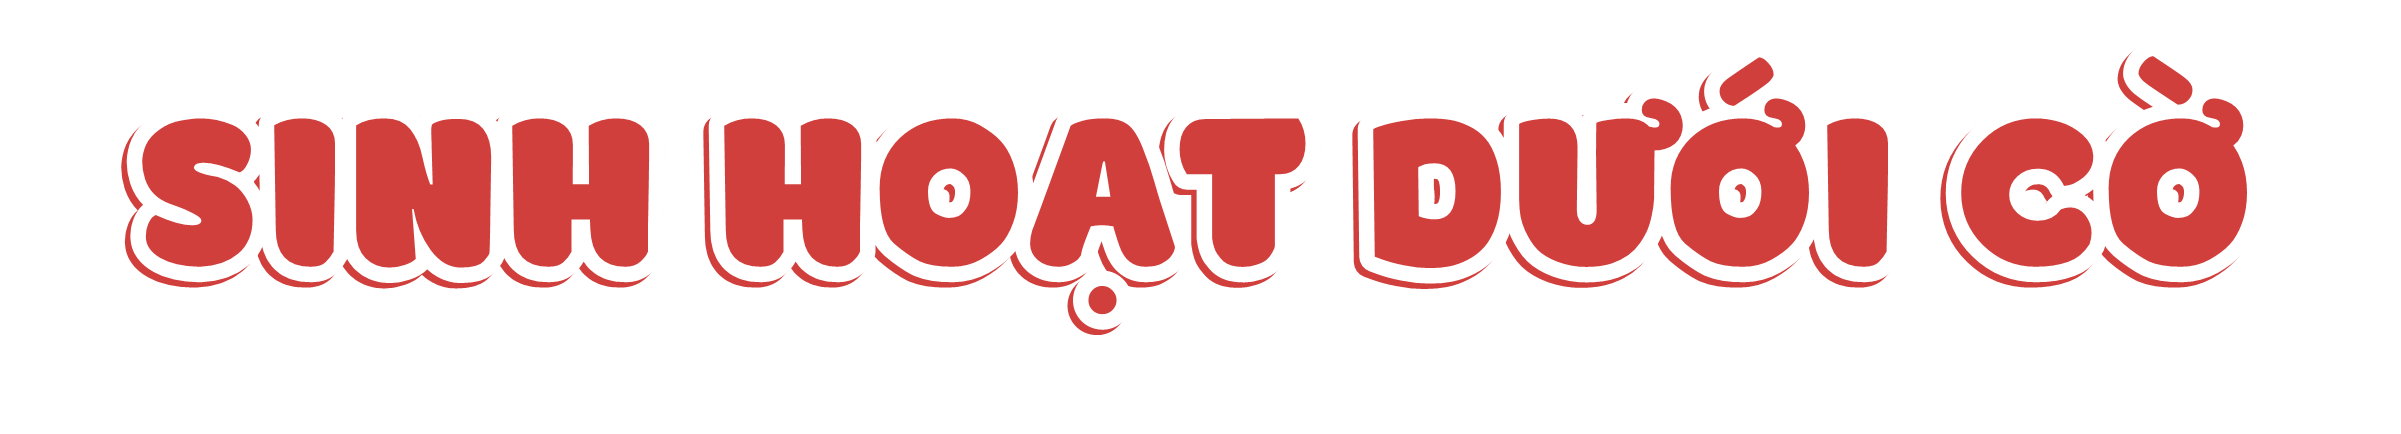 SINH HOẠT DƯỚI CỜ